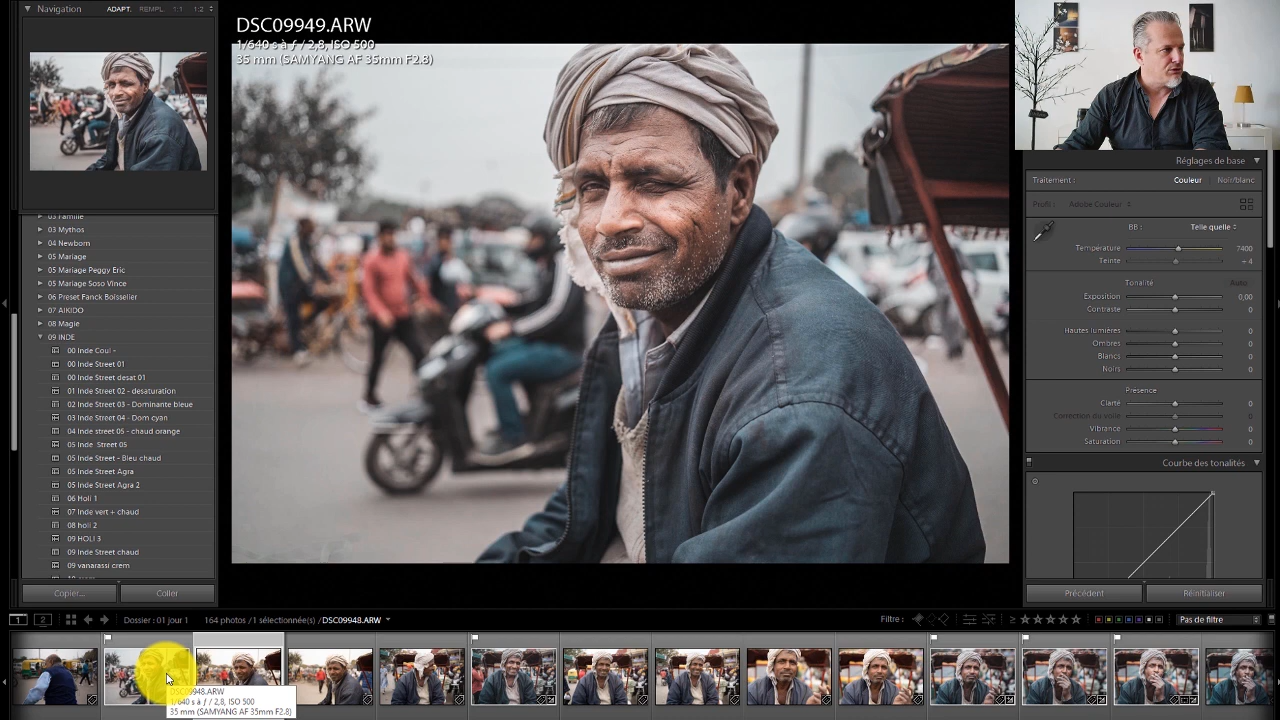 Navigation ADAPT. REMPL. 1:1 1:2
DSC09949.ARW
1/640 s à ƒ / 2,8, ISO 500
35 mm (SAMYANG AF 35mm F2.8)
03 Famille
03 Mythos
04 Newborn
05 Mariage
05 Mariage Peggy Eric
05 Mariage Soso Vince
06 Preset Fanck Boisselier
07 AIKIDO
08 Magie
09 INDE
00 Inde Coul -
00 Inde Street 01
00 Inde Street desat 01
01 Inde Street 02 - desaturation
02 Inde Street 03 - Dominante bleue
03 Inde Street 04 - Dom cyan
04 Inde street 05 - chaud orange
05 Inde Street 05
05 Inde Street - Bleu chaud
05 Inde Street Agra
05 Inde Street Agra 2
06 Holi 1
07 Inde vert + chaud
08 holi 2
09 HOLI 3
09 Inde Street chaud
09 vanarassi crem
Copier... Coller
Réglages de base
Traitement : Couleur Noir/blanc
Profil : Adobe Couleur
BB : Telle quelle
Température 7400
Teinte + 4
Tonalité Auto
Exposition 0,00
Contraste 0
Hautes lumières 0
Ombres 0
Blancs 0
Noirs 0
Présence
Clarté 0
Correction du voile 0
Vibrance 0
Saturation 0
Courbe des tonalités
Précédent Réinitialiser
1 2 Dossier : 01 jour 1 164 photos /1 sélectionnée(s) /DSC09948.ARW Filtre : ≥ Pas de filtre
DSC09948.ARW
1/640 s à ƒ / 2,8, ISO 500
35 mm (SAMYANG AF 35mm F2.8)